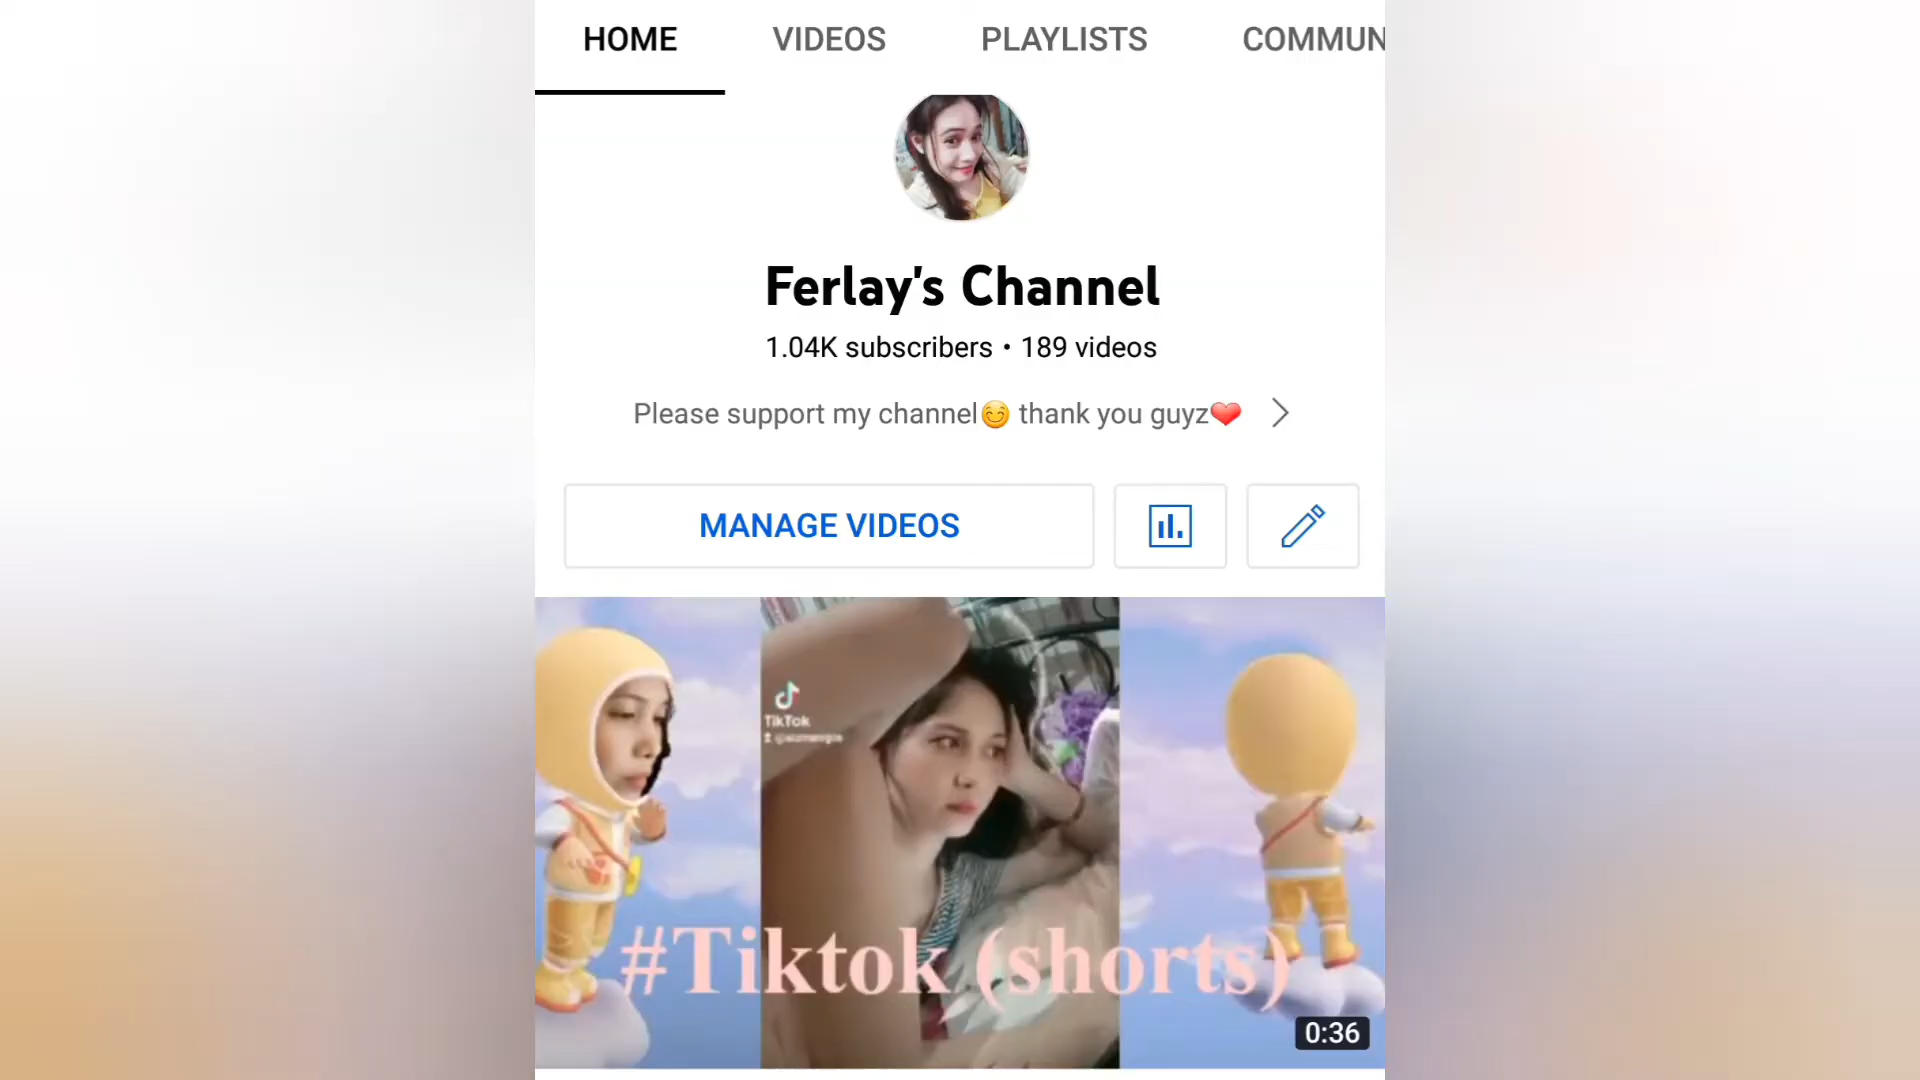 HOME VIDEOS PLAYLISTS COMMUN
Ferlay's Channel
1.04K subscribers • 189 videos
Please support my channel😊 thank you guyz❤️
MANAGE VIDEOS
TikTok
#Tiktok (shorts)
0:36